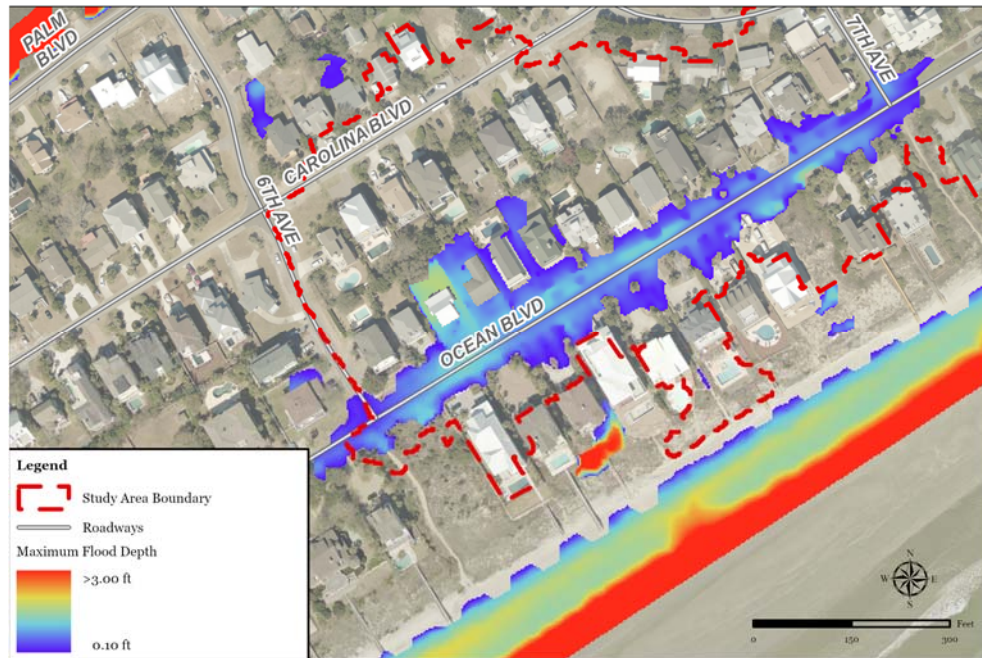 PALM
BLVD
7TH AVE
CAROLINA BLVD
6TH AVE
OCEAN BLVD
Legend
Study Area Boundary
Roadways
Maximum Flood Depth
>3.00 ft
0.10 ft
N
W E
S
Feet
0 150 300